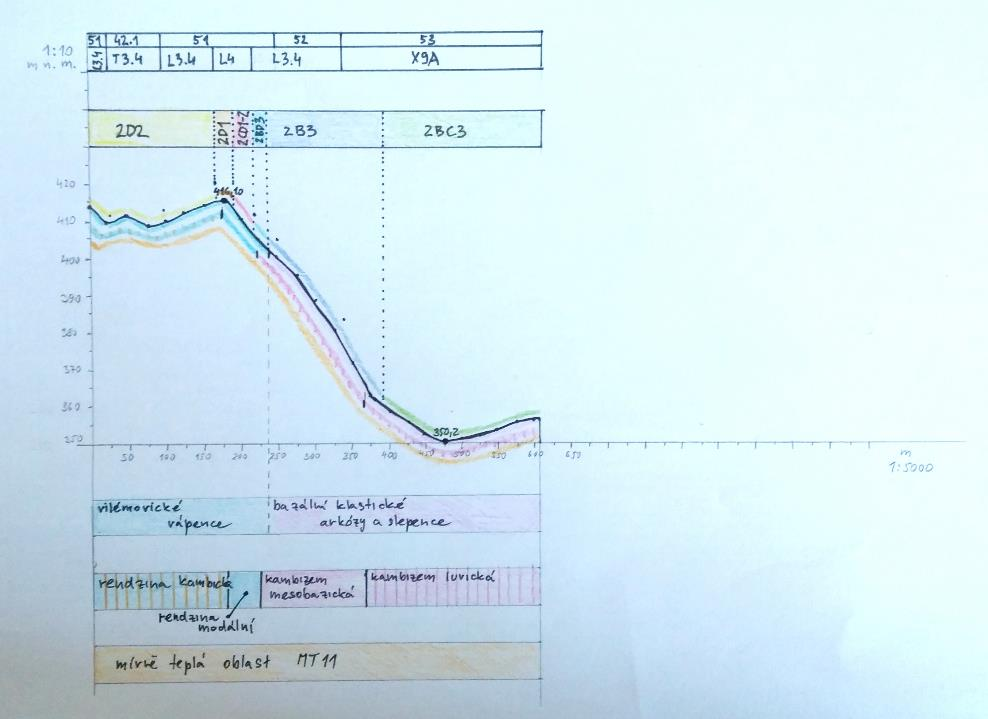 1:10
m n. m.
51 42.1 51 52 53
L3.4 T3.4 L3.4 L4 L3.4 X9A
2D2 2D1 2CD1-2 2BD3 2B3 2BC3
420
416,10
410
400
390
380
370
360
350
350,2
50 100 150 200 250 300 350 400 450 500 550 600 650
m
1:5000
vilémovické
vápence
bazální klastické
arkózy a slepence
rendzina kambická
kambizem
mesobazická
kambizem luvická
rendzina
modální
mírně teplá oblast MT11